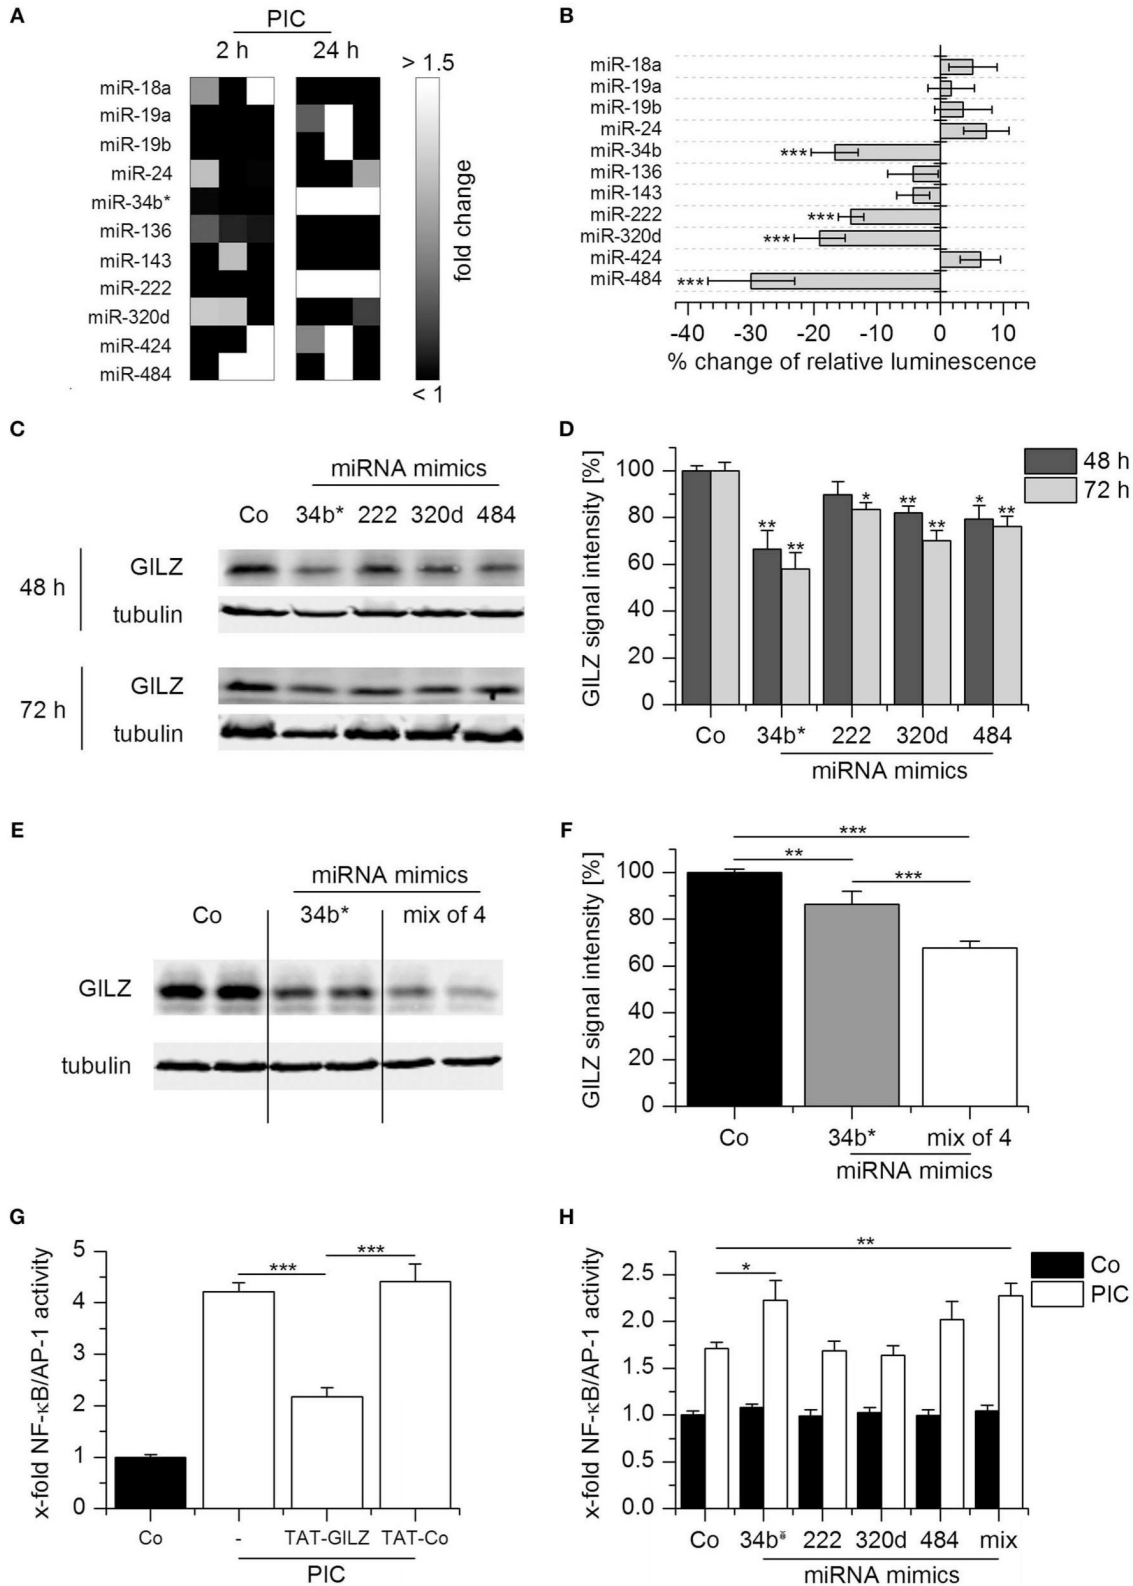 A
PIC
2 h 24 h
miR-18a
miR-19a
miR-19b
miR-24
miR-34b*
miR-136
miR-143
miR-222
miR-320d
miR-424
miR-484
> 1.5
fold change
< 1
B
miR-18a
miR-19a
miR-19b
miR-24
miR-34b ***
miR-136
miR-143
miR-222 ***
miR-320d ***
miR-424
miR-484 ***
-40 -30 -20 -10 0 10
% change of relative luminescence
C
miRNA mimics
Co 34b* 222 320d 484
48 h
GILZ
tubulin
72 h
GILZ
tubulin
D
GILZ signal intensity [%]
100
80
60
40
20
0
** ** * ** ** * **
48 h
72 h
Co 34b* 222 320d 484
miRNA mimics
E
miRNA mimics
Co 34b* mix of 4
GILZ
tubulin
F
GILZ signal intensity [%]
***
** ***
100
80
60
40
20
0
Co 34b* mix of 4
miRNA mimics
G
x-fold NF-κB/AP-1 activity
5
4
3
2
1
0
*** ***
Co - TAT-GILZ TAT-Co
PIC
H
x-fold NF-κB/AP-1 activity
2.5
2.0
1.5
1.0
0.5
0.0
**
*
Co
PIC
Co 34b* 222 320d 484 mix
miRNA mimics